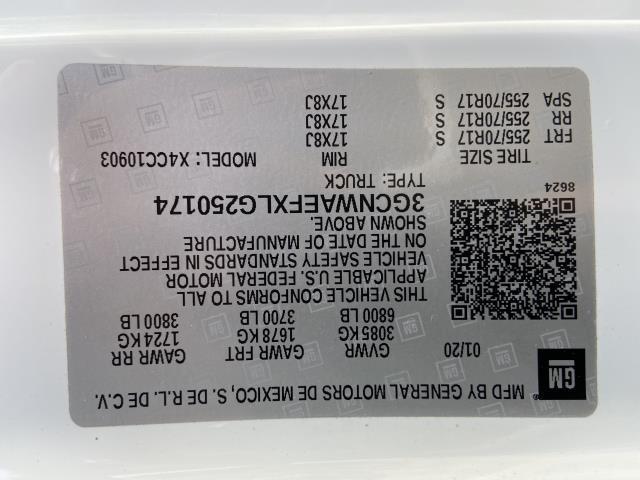 GM ® MFD BY GENERAL MOTORS DE MEXICO, S. DE R.L. DE C.V.
01/20 GVWR GAWR FRT GAWR RR
3085 KG 1678 KG 1724 KG
6800 LB 3700 LB 3800 LB
THIS VEHICLE CONFORMS TO ALL
APPLICABLE U.S. FEDERAL MOTOR
VEHICLE SAFETY STANDARDS IN EFFECT
ON THE DATE OF MANUFACTURE
SHOWN ABOVE.
3GCNWAEFXLG250174
8624 TYPE: TRUCK MODEL: X4CC10903
TIRE SIZE RIM
FRT 255/70R17 S 17X8J
RR 255/70R17 S 17X8J
SPA 255/70R17 S 17X8J